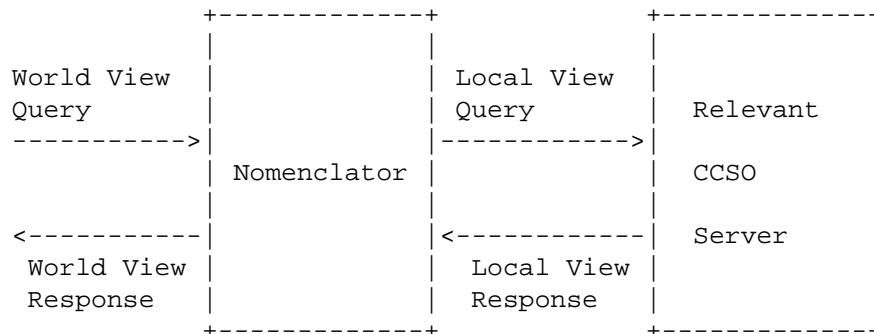 +-------------+ +-------------
World View Local View
Query Query Relevant
-----------> ----------->
Nomenclator CCSO
<----------- <----------- Server
World View Local View
Response Response
+-------------+ +-------------